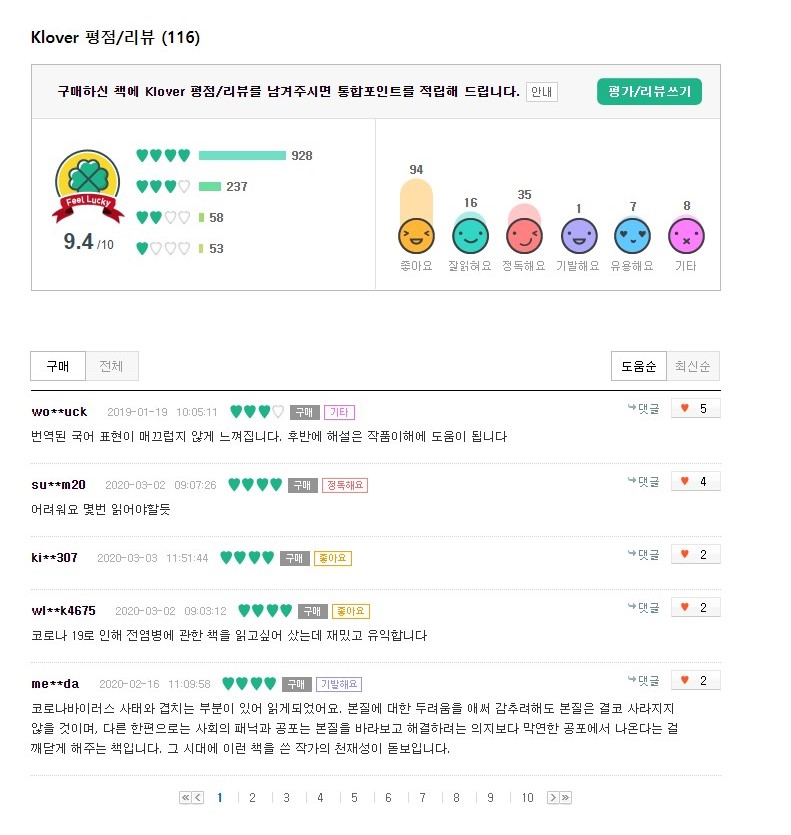 Klover 평점/리뷰 (116)
구매하신 책에 Klover 평점/리뷰를 남겨주시면 통합포인트를 적립해 드립니다. 안내 평가/리뷰쓰기
Feel Lucky
9.4 /10
928
237
58
53
94 16 35 1 7 8
좋아요 잘읽혀요 정독해요 기발해요 유용해요 기타
구매 전체 도움순 최신순
wo**uck 2019-01-19 10:05:11 구매 기타 댓글 5
번역된 국어 표현이 매끄럽지 않게 느껴집니다. 후반에 해설은 작품이해에 도움이 됩니다
su**m20 2020-03-02 09:07:26 구매 정독해요 댓글 4
어려워요 몇번 읽어야할듯
ki**307 2020-03-03 11:51:44 구매 좋아요 댓글 2
wl**k4675 2020-03-02 09:03:12 구매 좋아요 댓글 2
코로나 19로 인해 전염병에 관한 책을 읽고싶어 샀는데 재밌고 유익합니다
me**da 2020-02-16 11:09:58 구매 기발해요 댓글 2
코로나바이러스 사태와 겹치는 부분이 있어 읽게되었어요. 본질에 대한 두려움을 애써 감추려해도 본질은 결코 사라지지
않을 것이며, 다른 한편으로는 사회의 패닉과 공포는 본질을 바라보고 해결하려는 의지보다 막연한 공포에서 나온다는 걸
깨닫게 해주는 책입니다. 그 시대에 이런 책을 쓴 작가의 천재성이 돋보입니다.
1 2 3 4 5 6 7 8 9 10